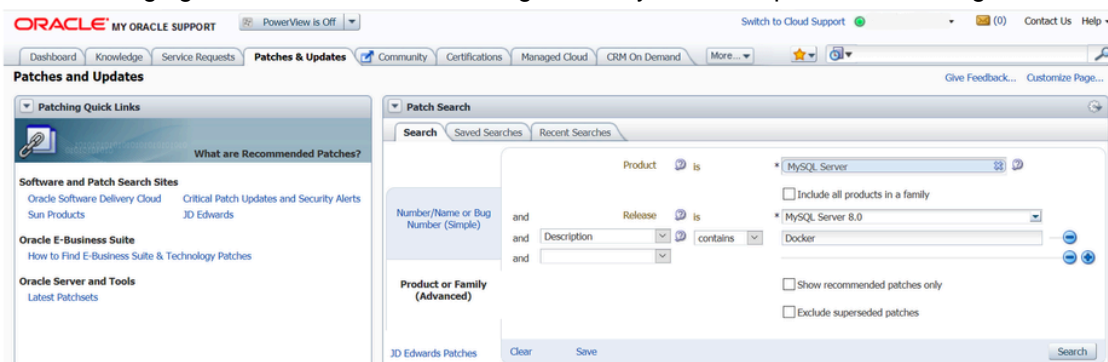 ORACLE MY ORACLE SUPPORT
PowerView is Off
Switch to Cloud Support
(0)
Contact Us
Help
Dashboard
Knowledge
Service Requests
Patches & Updates
Community
Certifications
Managed Cloud
CRM On Demand
More...
Patches and Updates
Give Feedback...
Customize Page...
Patching Quick Links
What are Recommended Patches?
Software and Patch Search Sites
Oracle Software Delivery Cloud
Critical Patch Updates and Security Alerts
Sun Products
JD Edwards
Oracle E-Business Suite
How to Find E-Business Suite & Technology Patches
Oracle Server and Tools
Latest Patchsets
Patch Search
Search
Saved Searches
Recent Searches
Number/Name or Bug
Number (Simple)
Product or Family
(Advanced)
JD Edwards Patches
Product is * MySQL Server
Include all products in a family
and Release is * MySQL Server 8.0
and Description contains Docker
and
Show recommended patches only
Exclude superseded patches
Clear
Save
Search